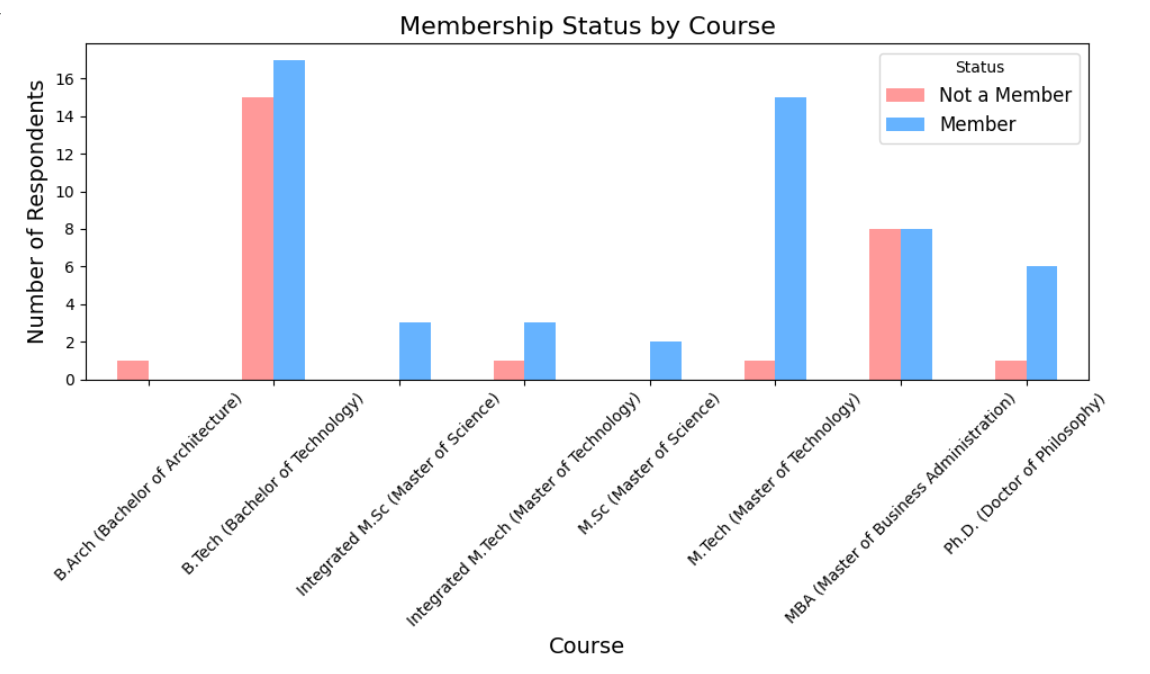 Membership Status by Course
Number of Respondents
16
14
12
10
8
6
4
2
0
Status
Not a Member
Member
B.Arch (Bachelor of Architecture)
B.Tech (Bachelor of Technology)
Integrated M.Sc (Master of Science)
Integrated M.Tech (Master of Technology)
M.Sc (Master of Science)
M.Tech (Master of Technology)
MBA (Master of Business Administration)
Ph.D. (Doctor of Philosophy)
Course